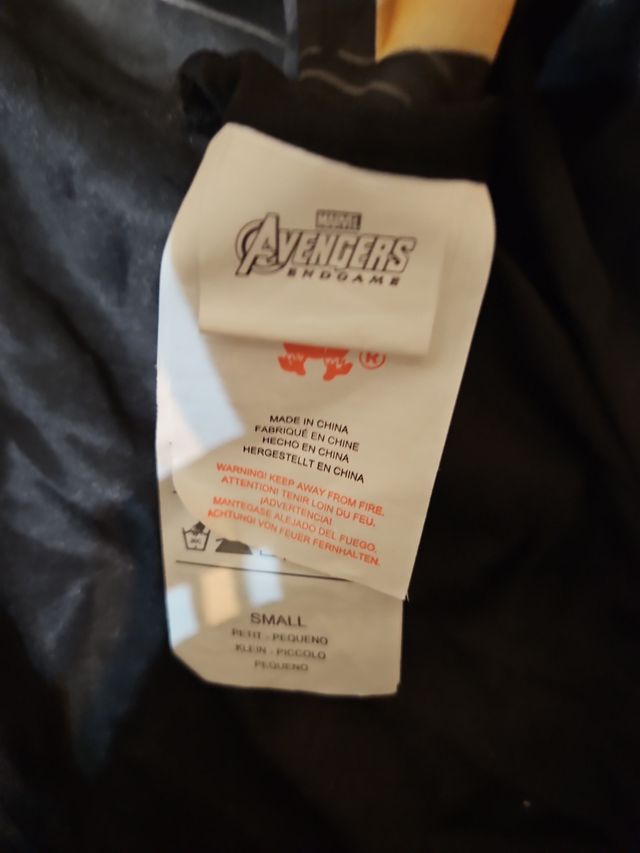 MARVEL
AVENGERS
ENDGAME
®
MADE IN CHINA
FABRIQUÉ EN CHINE
HECHO EN CHINA
HERGESTELLT EN CHINA
WARNING! KEEP AWAY FROM FIRE.
ATTENTION! TENIR LOIN DU FEU.
¡ADVERTENCIA!
MANTEGASE ALEJADO DEL FUEGO.
ACHTUNG! VON FEUER FERNHALTEN.
SMALL
PETIT - PEQUENO
KLEIN - PICCOLO
PEQUENO